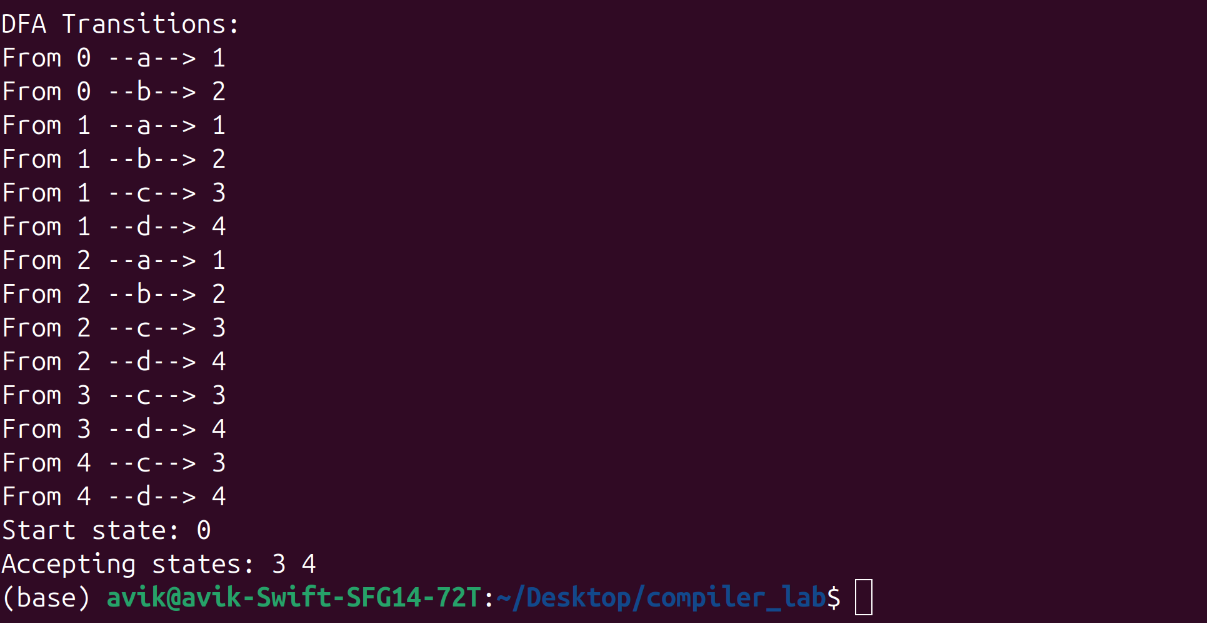 DFA Transitions:
From 0 --a--> 1
From 0 --b--> 2
From 1 --a--> 1
From 1 --b--> 2
From 1 --c--> 3
From 1 --d--> 4
From 2 --a--> 1
From 2 --b--> 2
From 2 --c--> 3
From 2 --d--> 4
From 3 --c--> 3
From 3 --d--> 4
From 4 --c--> 3
From 4 --d--> 4
Start state: 0
Accepting states: 3 4
(base) avik@avik-Swift-SFG14-72T:~/Desktop/compiler_lab$